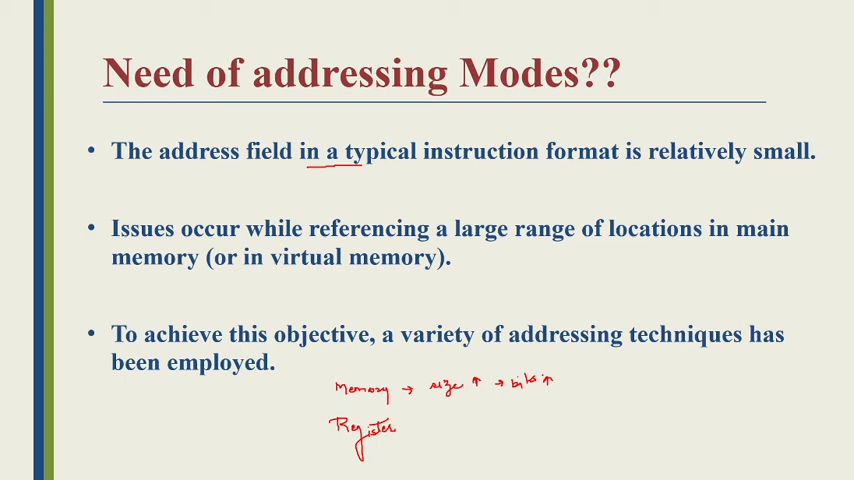 Need of addressing Modes??
• The address field in a typical instruction format is relatively small.
• Issues occur while referencing a large range of locations in main
memory (or in virtual memory).
• To achieve this objective, a variety of addressing techniques has
been employed.
Memory → size ↑ → bits ↑
Register